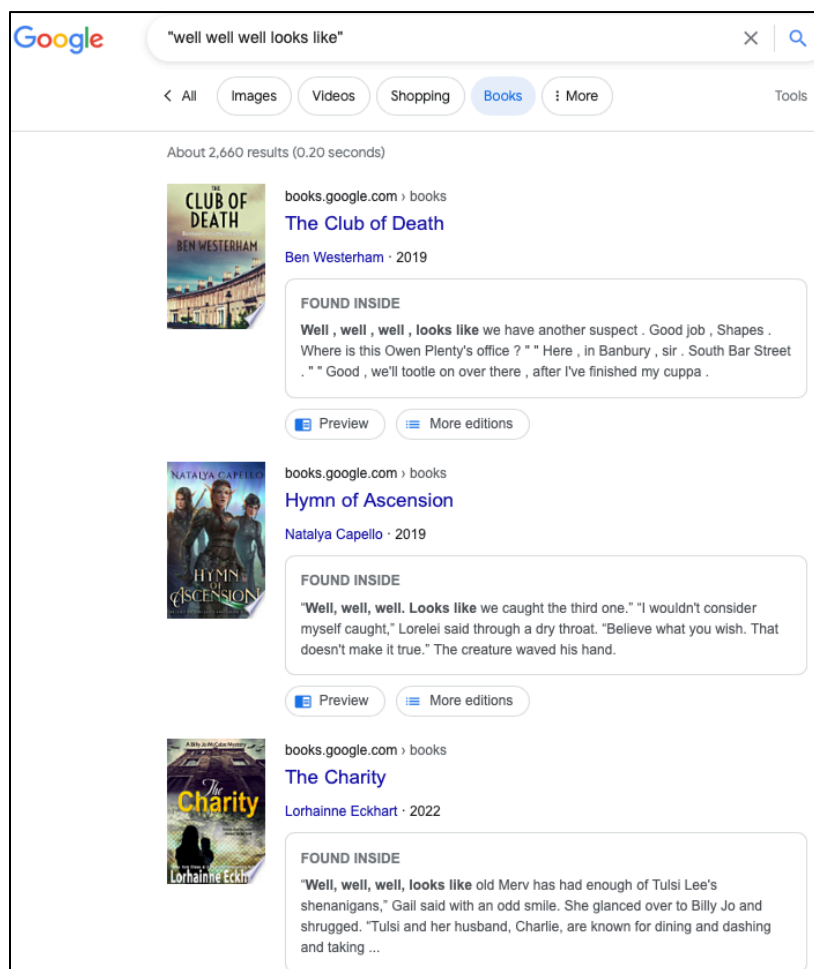 Google
"well well well looks like"
All
Images
Videos
Shopping
Books
More
Tools
About 2,660 results (0.20 seconds)
THE
CLUB OF
DEATH
BEN WESTERHAM
books.google.com › books
The Club of Death
Ben Westerham · 2019
FOUND INSIDE
Well , well , well , looks like we have another suspect . Good job , Shapes .
Where is this Owen Plenty's office ? " " Here , in Banbury , sir . South Bar Street
. " " Good , we'll tootle on over there , after I've finished my cuppa .
Preview
More editions
NATALYA CAPELLO
HYMN
OF
ASCENSION
books.google.com › books
Hymn of Ascension
Natalya Capello · 2019
FOUND INSIDE
“Well, well, well. Looks like we caught the third one.” “I wouldn't consider
myself caught,” Lorelei said through a dry throat. “Believe what you wish. That
doesn't make it true.” The creature waved his hand.
Preview
More editions
A Billy Jo McCabe Mystery
The
Charity
Lorhainne Eckh
books.google.com › books
The Charity
Lorhainne Eckhart · 2022
FOUND INSIDE
“Well, well, well, looks like old Merv has had enough of Tulsi Lee's
shenanigans,” Gail said with an odd smile. She glanced over to Billy Jo and
shrugged. “Tulsi and her husband, Charlie, are known for dining and dashing
and taking ...